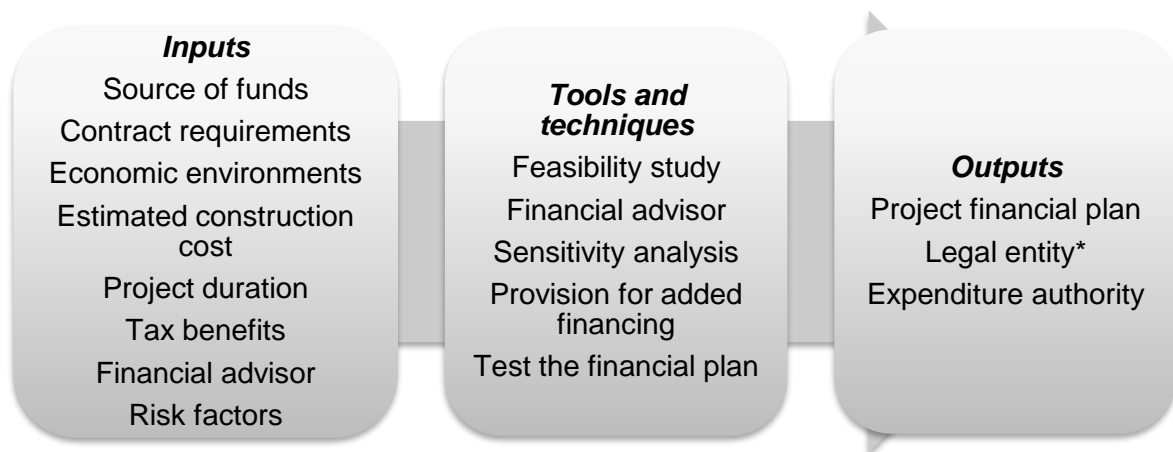 Inputs
Source of funds
Contract requirements
Economic environments
Estimated construction
cost
Project duration
Tax benefits
Financial advisor
Risk factors
Tools and
techniques
Feasibility study
Financial advisor
Sensitivity analysis
Provision for added
financing
Test the financial plan
Outputs
Project financial plan
Legal entity*
Expenditure authority